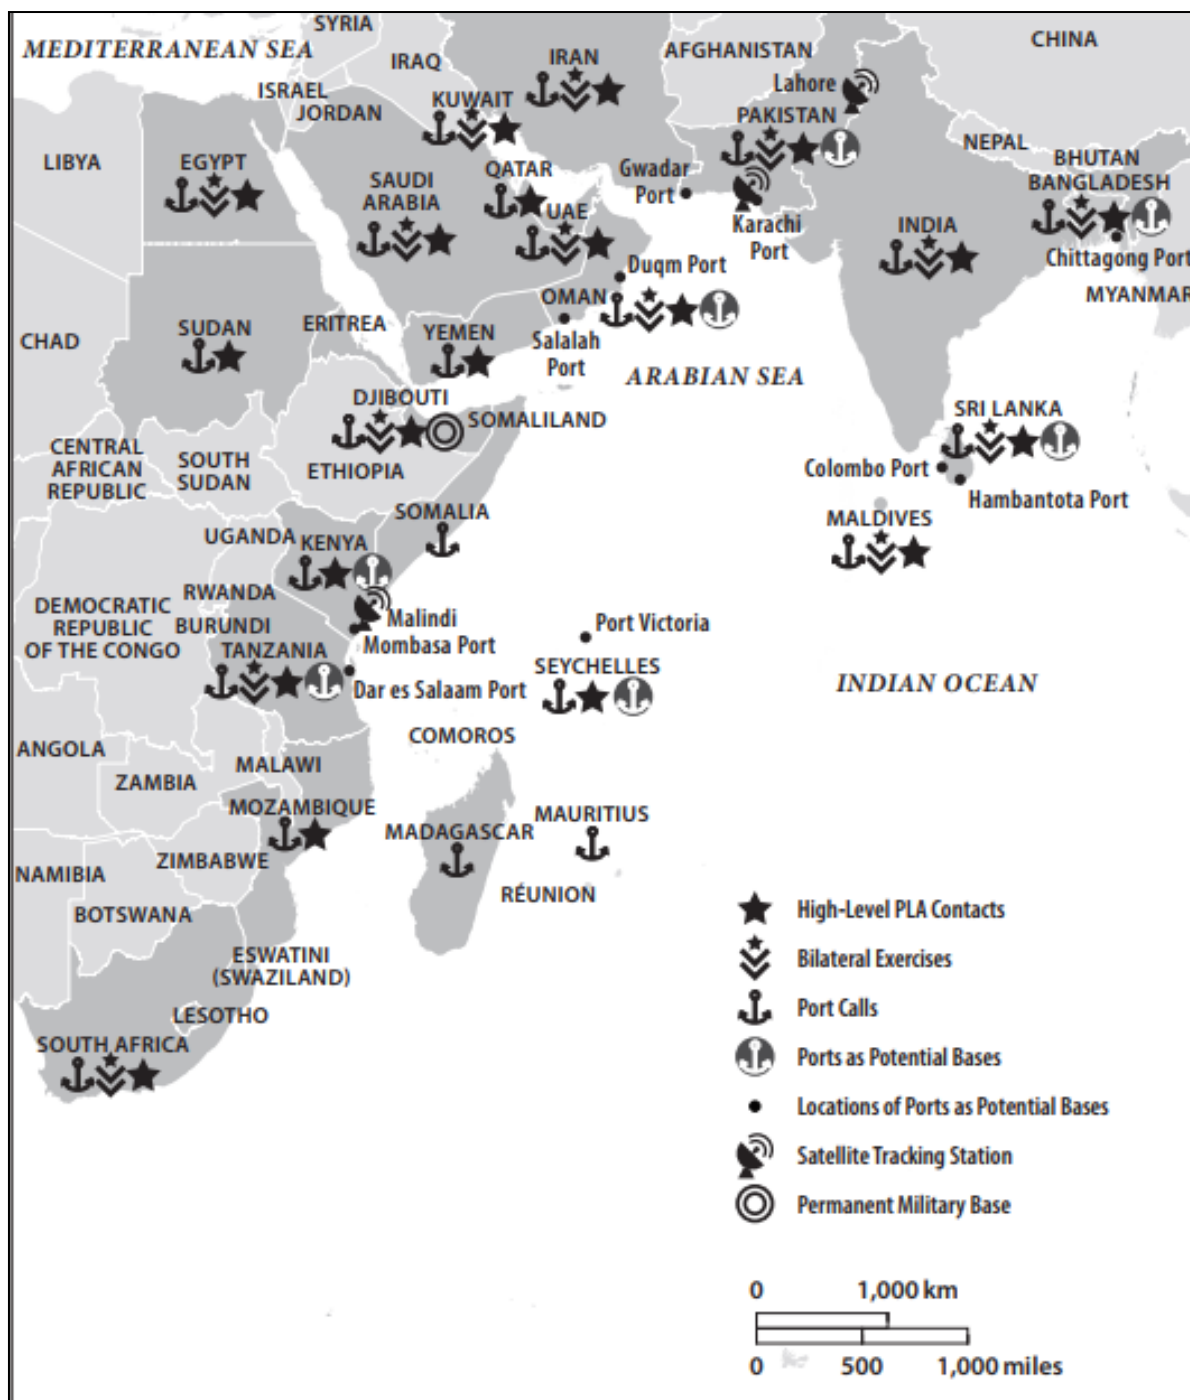 SYRIA
MEDITERRANEAN SEA
IRAQ
IRAN
AFGHANISTAN
CHINA
ISRAEL
JORDAN
KUWAIT
Lahore
PAKISTAN
NEPAL
BHUTAN
BANGLADESH
LIBYA
EGYPT
SAUDI
ARABIA
QATAR
UAE
Gwadar
Port
Karachi
Port
INDIA
Chittagong Port
MYANMAR
Duqm Port
OMAN
Salalah
Port
CHAD
SUDAN
ERITREA
YEMEN
ARABIAN SEA
DJIBOUTI
SOMALILAND
SRI LANKA
Colombo Port
Hambantota Port
CENTRAL
AFRICAN
REPUBLIC
SOUTH
SUDAN
ETHIOPIA
SOMALIA
MALDIVES
UGANDA
KENYA
RWANDA
DEMOCRATIC
REPUBLIC
OF THE CONGO
BURUNDI
Malindi
Mombasa Port
Port Victoria
TANZANIA
Dar es Salaam Port
SEYCHELLES
INDIAN OCEAN
COMOROS
ANGOLA
ZAMBIA
MALAWI
MOZAMBIQUE
MADAGASCAR
MAURITIUS
NAMIBIA
ZIMBABWE
RÉUNION
BOTSWANA
ESWATINI
(SWAZILAND)
LESOTHO
SOUTH AFRICA
High-Level PLA Contacts
Bilateral Exercises
Port Calls
Ports as Potential Bases
Locations of Ports as Potential Bases
Satellite Tracking Station
Permanent Military Base
0 1,000 km
0 500 1,000 miles